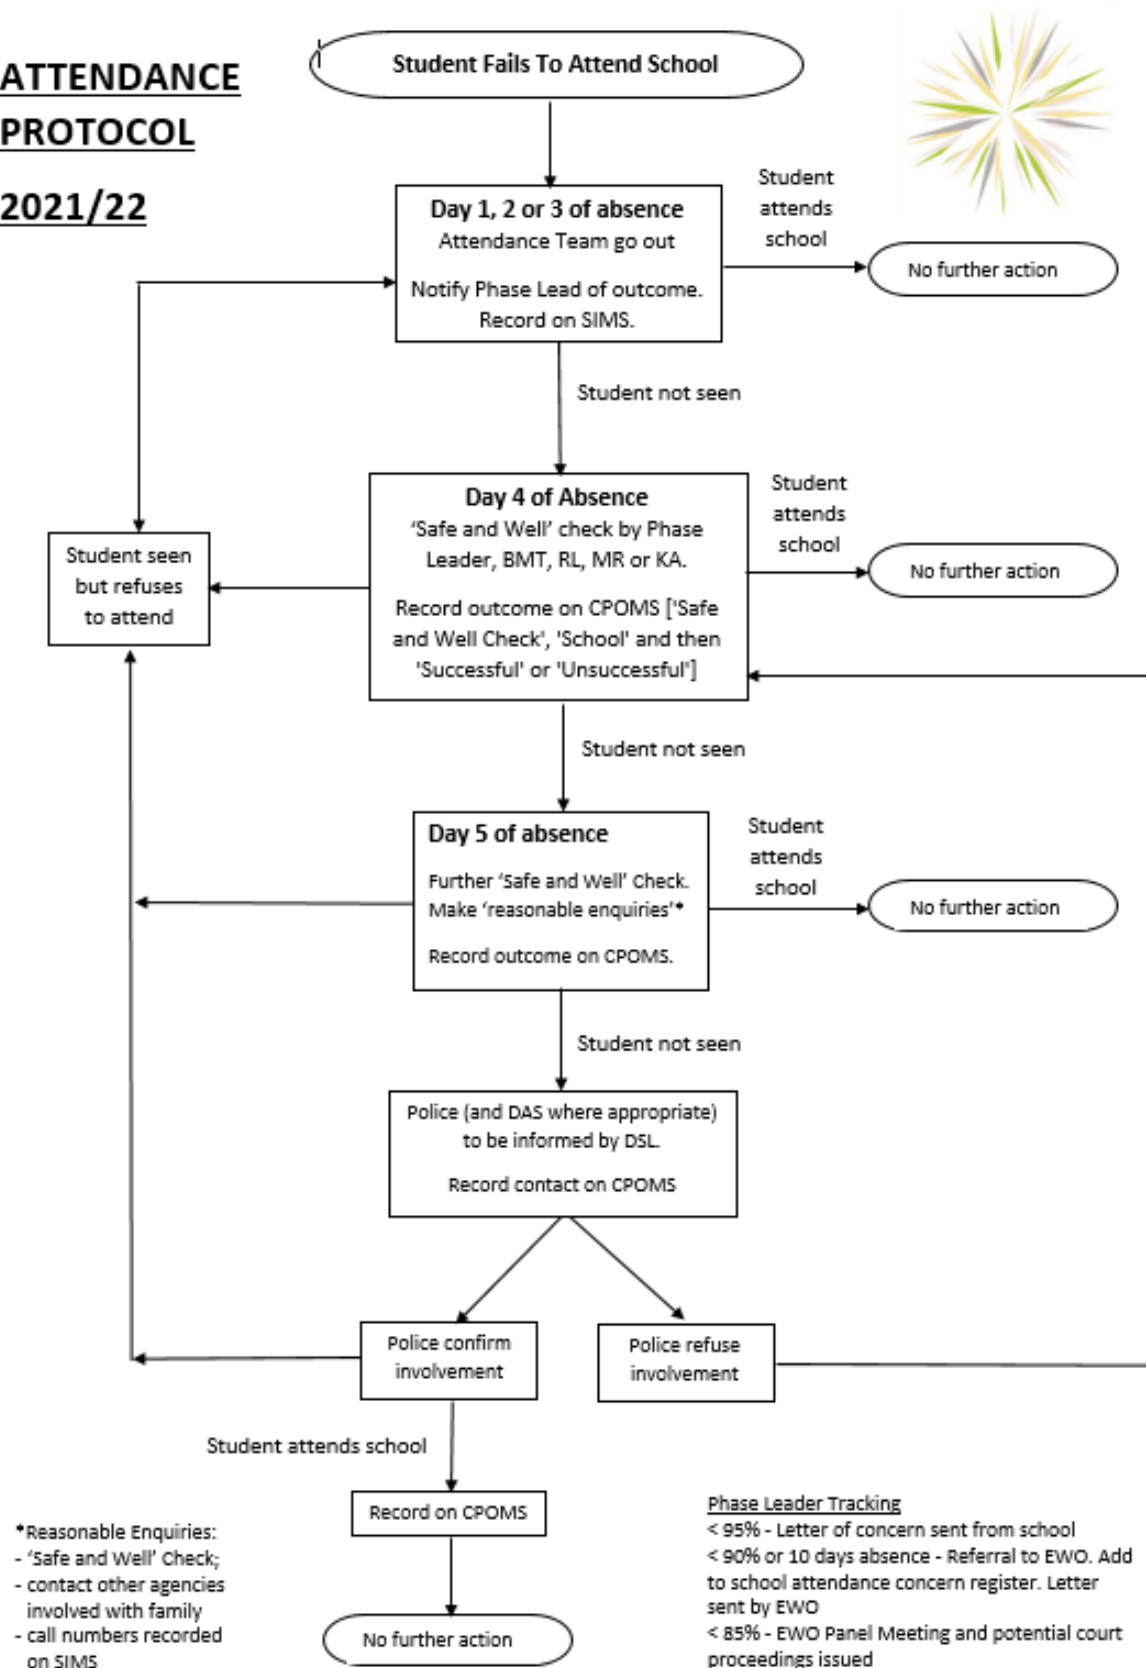 ATTENDANCE
PROTOCOL
2021/22
Student Fails To Attend School
Day 1, 2 or 3 of absence
Attendance Team go out
Notify Phase Lead of outcome.
Record on SIMS.
Student
attends
school
No further action
Student not seen
Day 4 of Absence
‘Safe and Well’ check by Phase
Leader, BMT, RL, MR or KA.
Record outcome on CPOMS ['Safe
and Well Check', 'School' and then
'Successful' or 'Unsuccessful']
Student
attends
school
No further action
Student seen
but refuses
to attend
Student not seen
Day 5 of absence
Further ‘Safe and Well’ Check.
Make ‘reasonable enquiries’*
Record outcome on CPOMS.
Student
attends
school
No further action
Student not seen
Police (and DAS where appropriate)
to be informed by DSL.
Record contact on CPOMS
Police confirm
involvement
Police refuse
involvement
Student attends school
Record on CPOMS
No further action
*Reasonable Enquiries:
- ‘Safe and Well’ Check;
- contact other agencies
involved with family
- call numbers recorded
on SIMS
Phase Leader Tracking
< 95% - Letter of concern sent from school
< 90% or 10 days absence - Referral to EWO. Add
to school attendance concern register. Letter
sent by EWO
< 85% - EWO Panel Meeting and potential court
proceedings issued